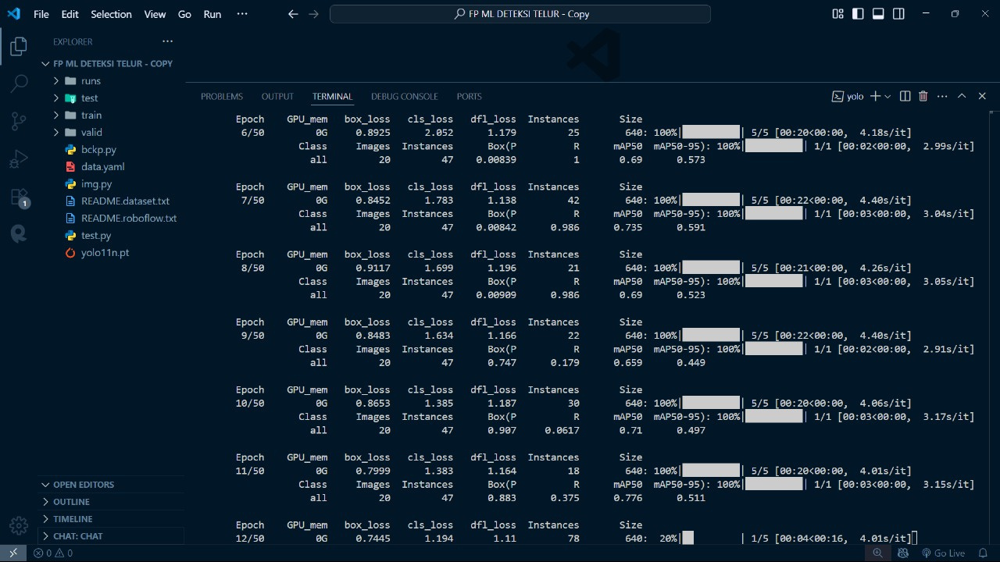 File Edit Selection View Go Run ··· FP ML DETEKSI TELUR - Copy
EXPLORER ···
FP ML DETEKSI TELUR - COPY
runs
test
train
valid
bckp.py
data.yaml
img.py
README.dataset.txt
README.roboflow.txt
test.py
yolo11n.pt
OPEN EDITORS
OUTLINE
TIMELINE
CHAT: CHAT
1
PROBLEMS OUTPUT TERMINAL DEBUG CONSOLE PORTS yolo ···
Epoch GPU_mem box_loss cls_loss dfl_loss Instances Size
6/50 0G 0.8925 2.052 1.179 25 640: 100%| | 5/5 [00:20<00:00, 4.18s/it]
Class Images Instances Box(P R mAP50 mAP50-95): 100%| | 1/1 [00:02<00:00, 2.99s/it]
all 20 47 0.00839 1 0.69 0.573
Epoch GPU_mem box_loss cls_loss dfl_loss Instances Size
7/50 0G 0.8452 1.783 1.138 42 640: 100%| | 5/5 [00:22<00:00, 4.40s/it]
Class Images Instances Box(P R mAP50 mAP50-95): 100%| | 1/1 [00:03<00:00, 3.04s/it]
all 20 47 0.00842 0.986 0.735 0.591
Epoch GPU_mem box_loss cls_loss dfl_loss Instances Size
8/50 0G 0.9117 1.699 1.196 21 640: 100%| | 5/5 [00:21<00:00, 4.26s/it]
Class Images Instances Box(P R mAP50 mAP50-95): 100%| | 1/1 [00:03<00:00, 3.05s/it]
all 20 47 0.00909 0.986 0.69 0.523
Epoch GPU_mem box_loss cls_loss dfl_loss Instances Size
9/50 0G 0.8483 1.634 1.166 22 640: 100%| | 5/5 [00:22<00:00, 4.40s/it]
Class Images Instances Box(P R mAP50 mAP50-95): 100%| | 1/1 [00:02<00:00, 2.91s/it]
all 20 47 0.747 0.179 0.659 0.449
Epoch GPU_mem box_loss cls_loss dfl_loss Instances Size
10/50 0G 0.8653 1.385 1.187 30 640: 100%| | 5/5 [00:20<00:00, 4.06s/it]
Class Images Instances Box(P R mAP50 mAP50-95): 100%| | 1/1 [00:03<00:00, 3.17s/it]
all 20 47 0.907 0.0617 0.71 0.497
Epoch GPU_mem box_loss cls_loss dfl_loss Instances Size
11/50 0G 0.7999 1.383 1.164 18 640: 100%| | 5/5 [00:20<00:00, 4.01s/it]
Class Images Instances Box(P R mAP50 mAP50-95): 100%| | 1/1 [00:03<00:00, 3.15s/it]
all 20 47 0.883 0.375 0.776 0.511
Epoch GPU_mem box_loss cls_loss dfl_loss Instances Size
12/50 0G 0.7445 1.194 1.11 78 640: 20%| | 1/5 [00:04<00:16, 4.01s/it]
0 0 Go Live